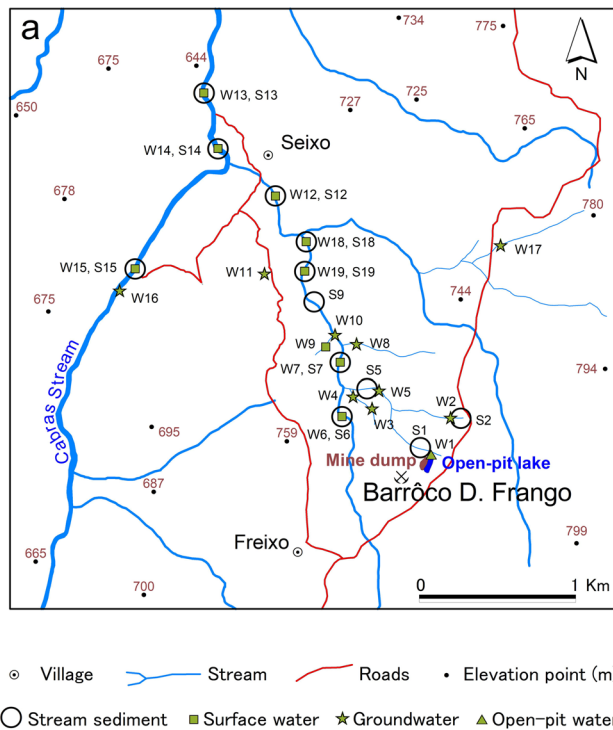 a
734
775
N
675
644
650
W13, S13
725
727
765
W14, S14
Seixo
678
W12, S12
780
W18, S18
W17
W15, S15
W11
W19, S19
W16
S9
744
675
W10
W9
W8
W7, S7
794
S5
W4
W5
W3
W2
S2
Cabras Stream
W6, S6
S1
W1
695
759
Mine dump
Open-pit lake
Barrôco D. Frango
687
Freixo
799
665
700
0
1 Km
Village
Stream
Roads
Elevation point (m
Stream sediment
Surface water
Groundwater
Open-pit water